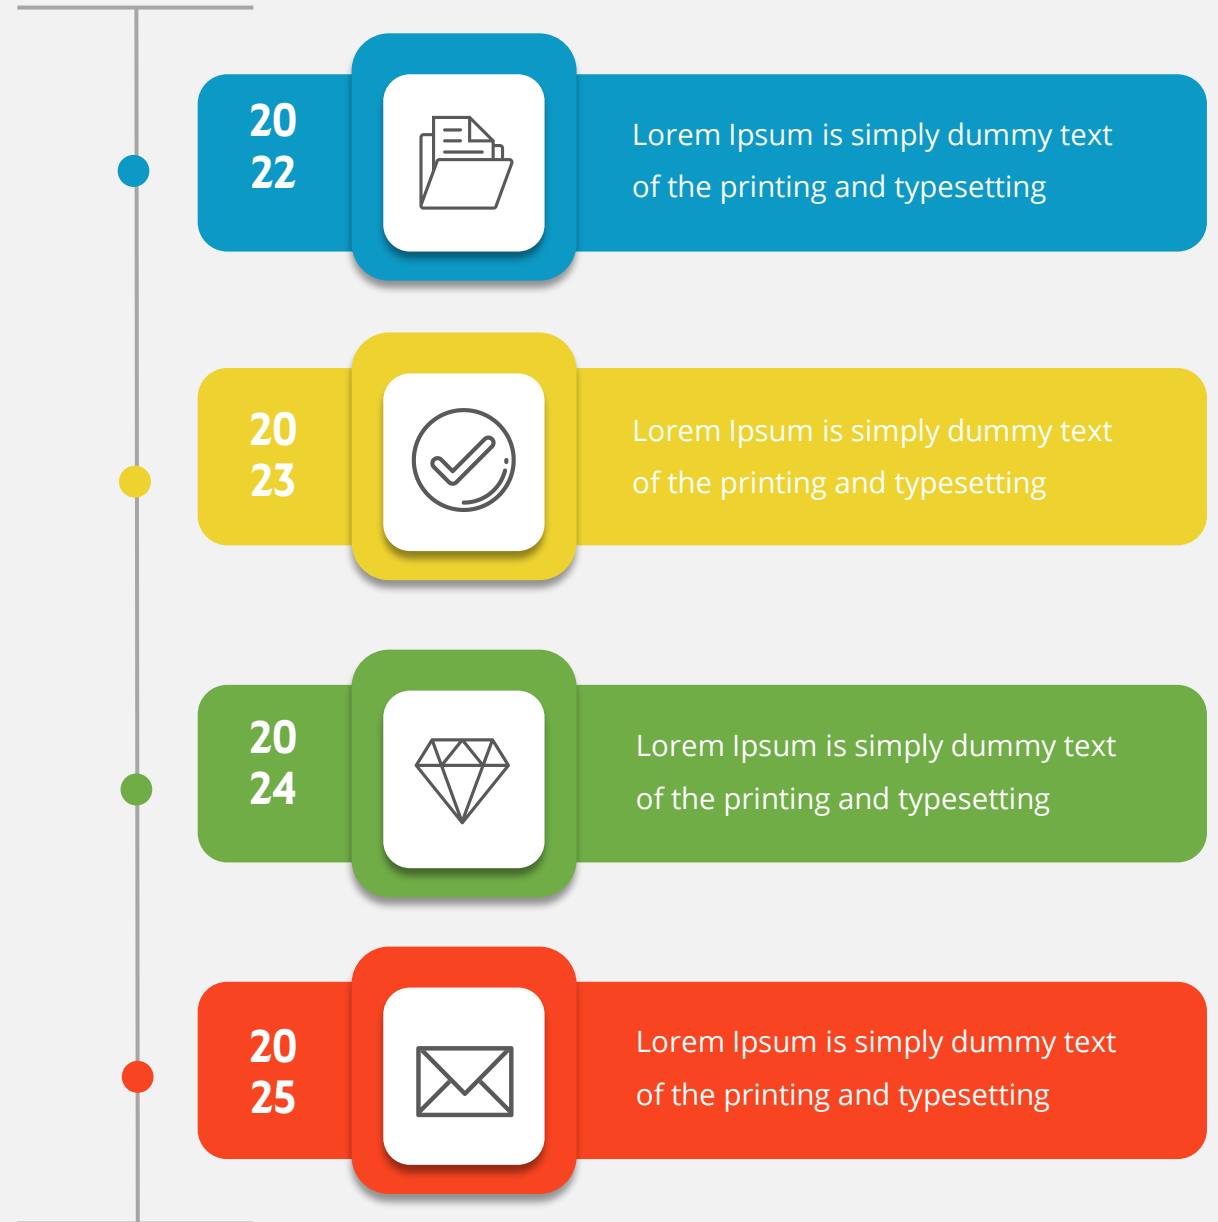 20
22
Lorem Ipsum is simply dummy text
of the printing and typesetting
20
23
Lorem Ipsum is simply dummy text
of the printing and typesetting
20
24
Lorem Ipsum is simply dummy text
of the printing and typesetting
20
25
Lorem Ipsum is simply dummy text
of the printing and typesetting